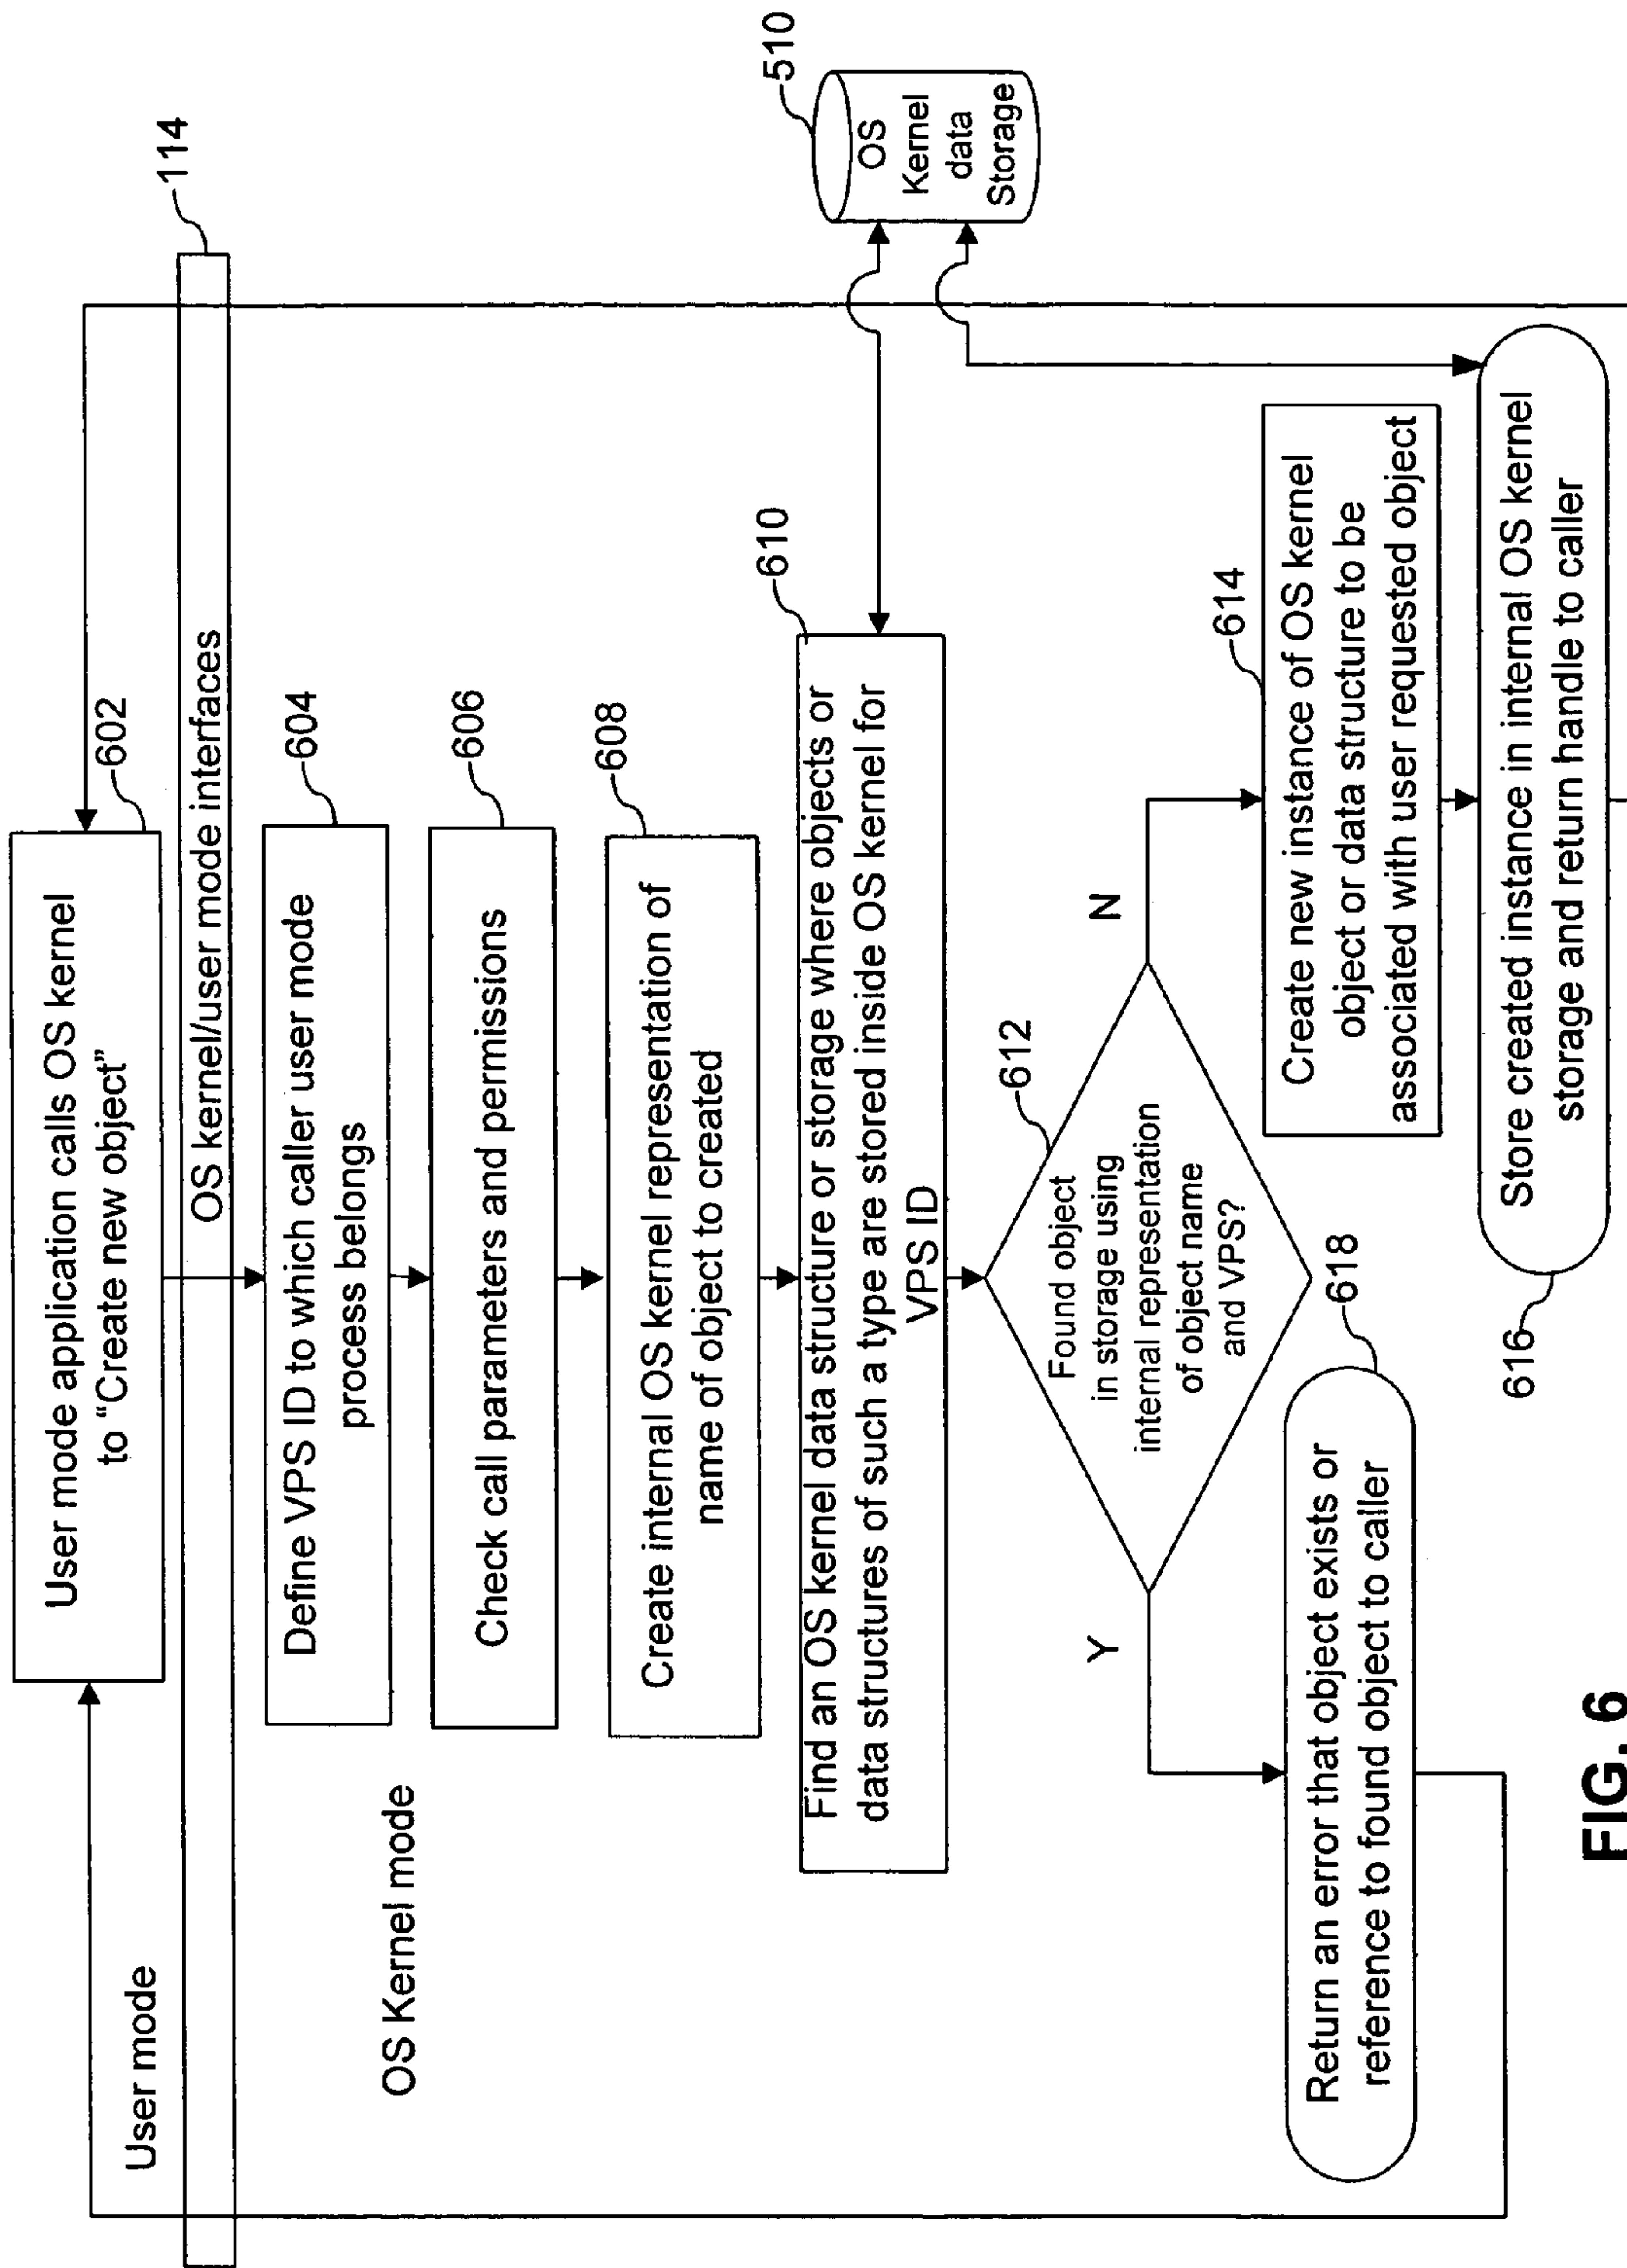 User mode application calls OS kernel
to “Create new object”
602
User mode
114
OS kernel/user mode interfaces
OS Kernel mode
Define VPS ID to which caller user mode
process belongs
604
Check call parameters and permissions
606
Create internal OS kernel representation of
name of object to created
608
Find an OS kernel data structure or storage where objects or
data structures of such a type are stored inside OS kernel for
VPS ID
610
510
OS
Kernel
data
Storage
Found object
in storage using
internal representation
of object name
and VPS?
612
Y
N
Create new instance of OS kernel
object or data structure to be
associated with user requested object
614
Return an error that object exists or
reference to found object to caller
618
Store created instance in internal OS kernel
storage and return handle to caller
616
FIG. 6